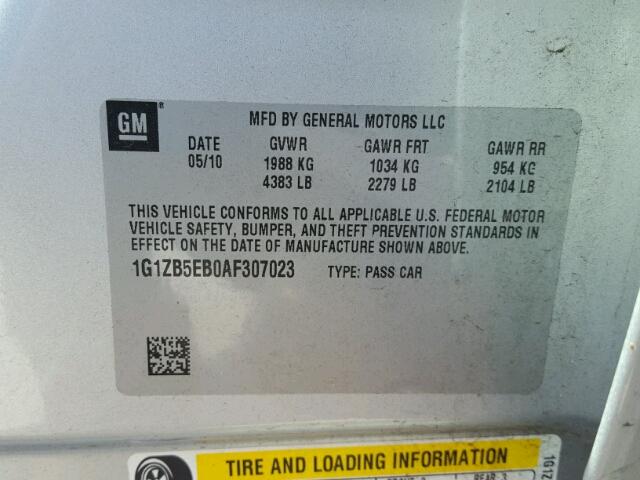 GM ® MFD BY GENERAL MOTORS LLC
DATE GVWR GAWR FRT GAWR RR
05/10 1988 KG 1034 KG 954 KG
4383 LB 2279 LB 2104 LB
THIS VEHICLE CONFORMS TO ALL APPLICABLE U.S. FEDERAL MOTOR
VEHICLE SAFETY, BUMPER, AND THEFT PREVENTION STANDARDS IN
EFFECT ON THE DATE OF MANUFACTURE SHOWN ABOVE.
1G1ZB5EB0AF307023 TYPE: PASS CAR
TIRE AND LOADING INFORMATION
1G1Z